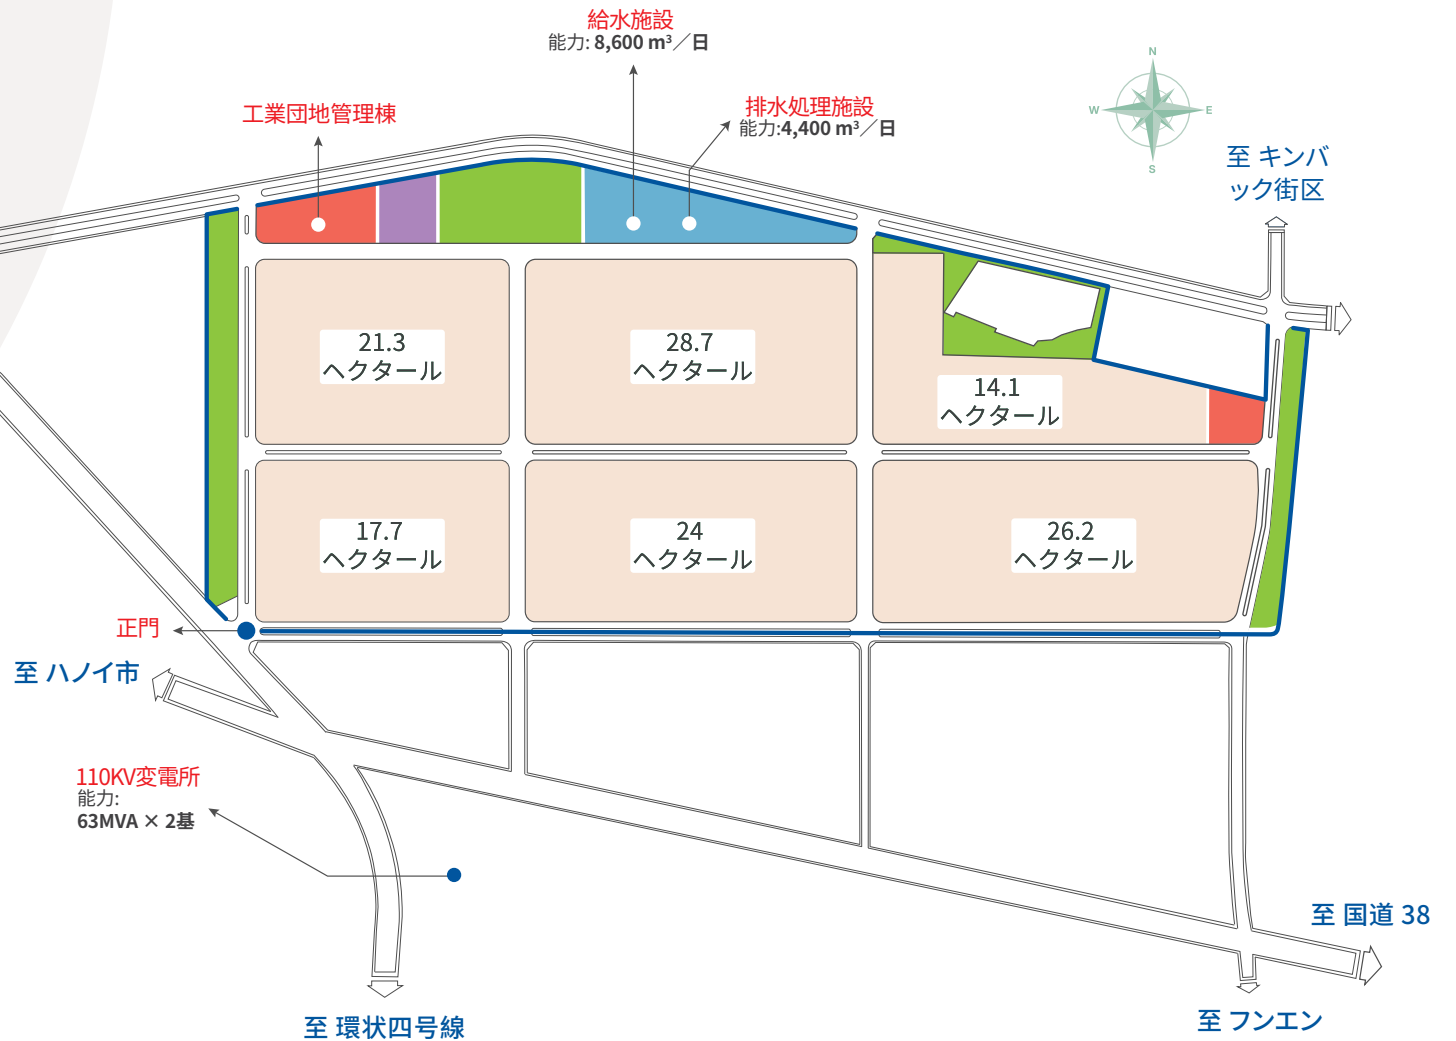 給水施設
能力: 8,600 m³／日
排水処理施設
能力:4,400 m³／日
工業団地管理棟
N
W
E
S
至 キンバ
ック街区
21.3
ヘクタール
28.7
ヘクタール
14.1
ヘクタール
17.7
ヘクタール
24
ヘクタール
26.2
ヘクタール
正門
至 ハノイ市
110KV変電所
能力:
63MVA × 2基
至 国道 38
至 環状四号線
至 フンエン